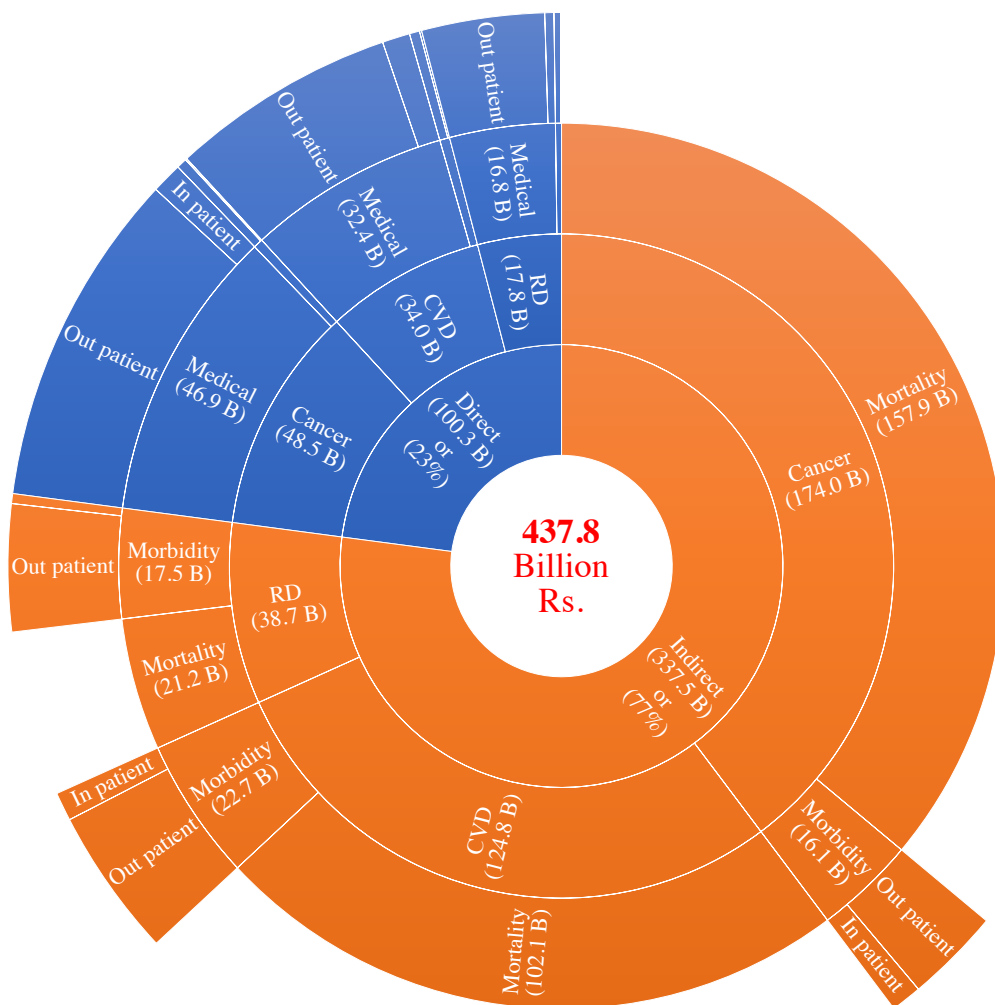 437.8
Billion
Rs.
Direct
(100.3 B)
or
(23%)
Indirect
(337.5 B)
or
(77%)
RD
(17.8 B)
Medical
(16.8 B)
Out patient
CVD
(34.0 B)
Medical
(32.4 B)
Out patient
Cancer
(48.5 B)
Medical
(46.9 B)
In patient
Out patient
RD
(38.7 B)
Morbidity
(17.5 B)
Out patient
Mortality
(21.2 B)
CVD
(124.8 B)
Morbidity
(22.7 B)
In patient
Out patient
Mortality
(102.1 B)
Cancer
(174.0 B)
Morbidity
(16.1 B)
In patient
Out patient
Mortality
(157.9 B)